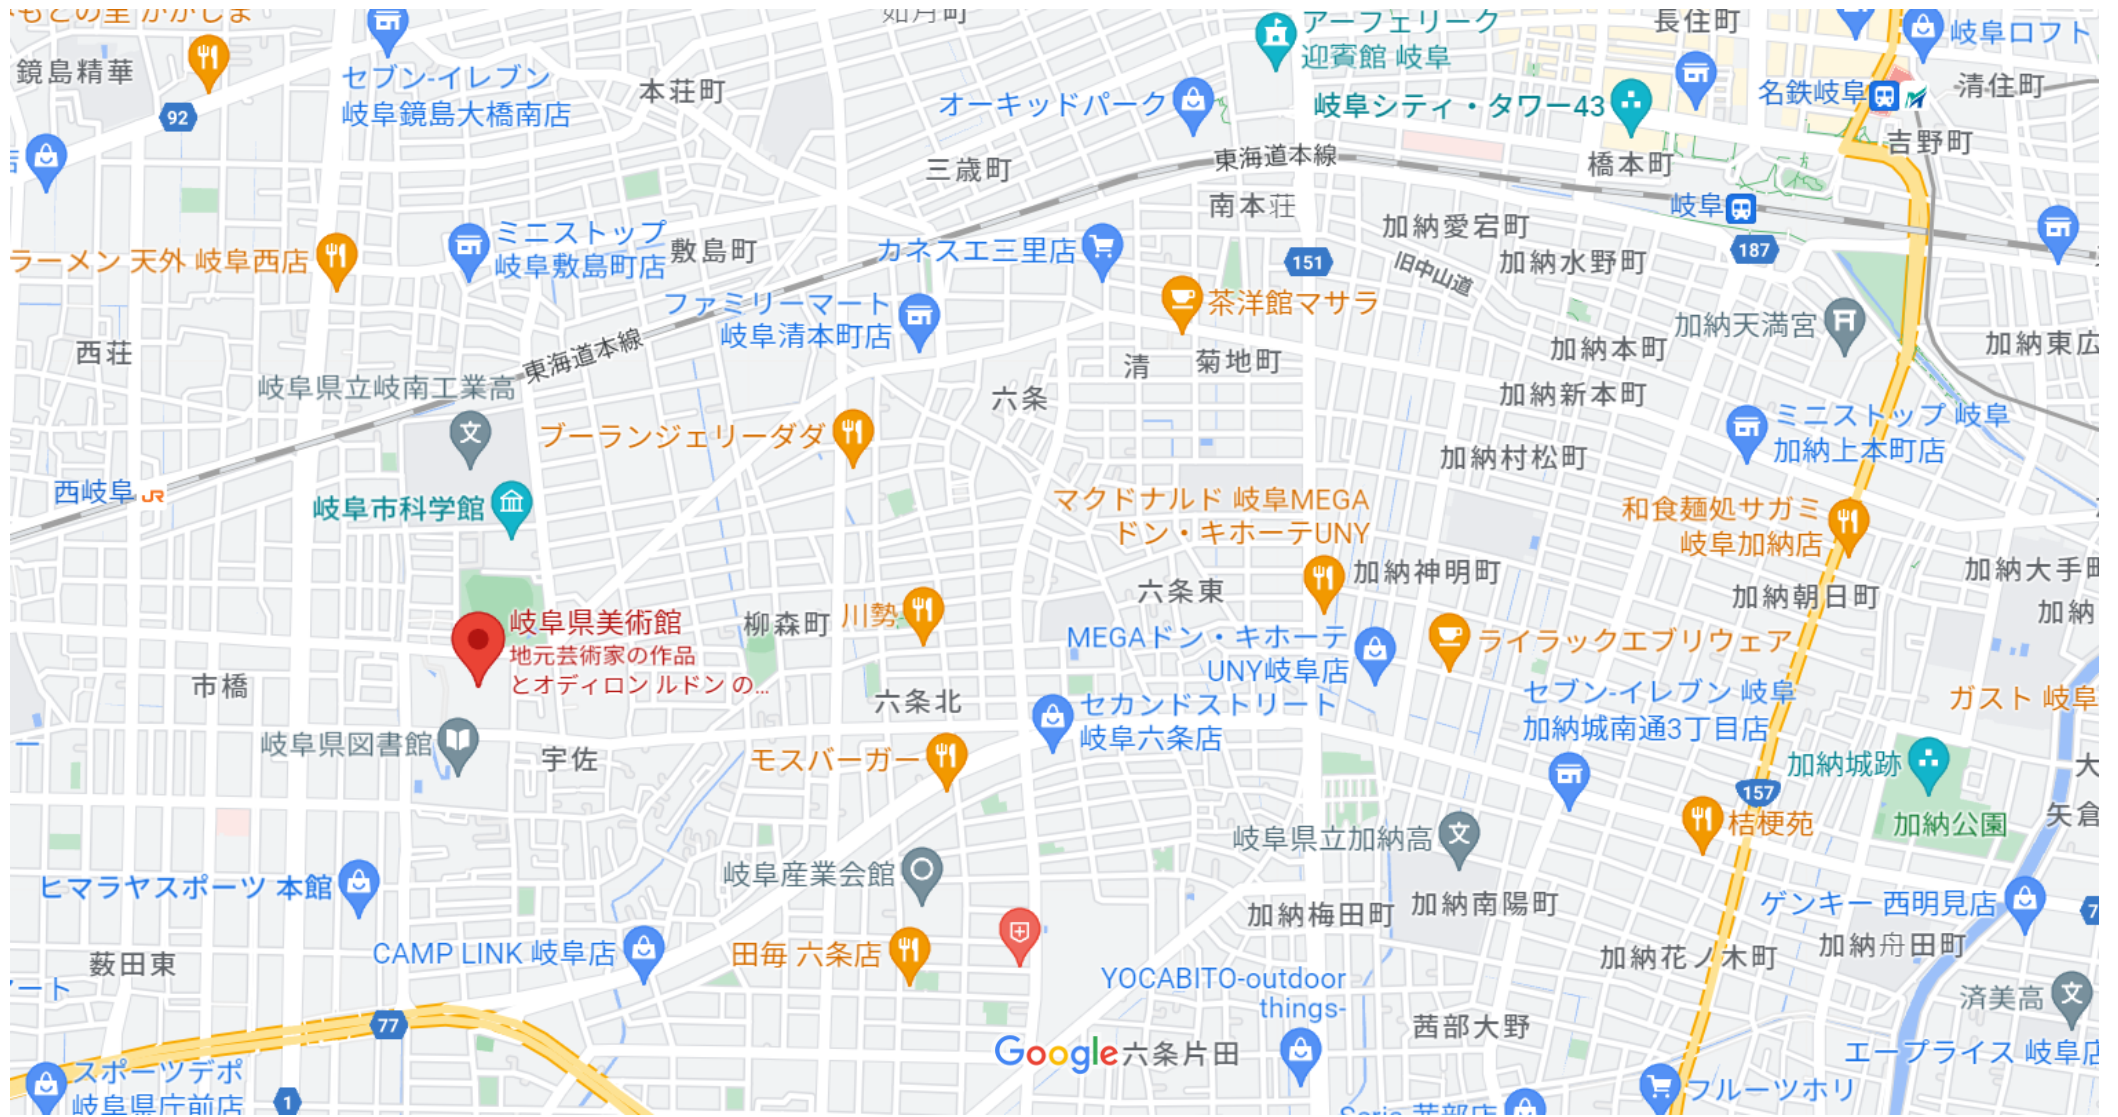 鏡島精華
92
セブン-イレブン
岐阜鏡島大橋南店
本荘町
オーキッドパーク
アーフェリーク
迎賓館 岐阜
長住町
岐阜ロフト
岐阜シティ・タワー43
名鉄岐阜
清住町
吉野町
三歳町
東海道本線
橋本町
南本荘
岐阜
187
ラーメン 天外 岐阜西店
ミニストップ
岐阜敷島町店
敷島町
カネスエ三里店
151
加納愛宕町
旧中山道
加納水野町
ファミリーマート
岐阜清本町店
茶洋館マサラ
加納天満宮
西荘
東海道本線
清
菊地町
加納本町
加納東広
岐阜県立岐南工業高
六条
加納新本町
ブーランジェリーダダ
ミニストップ 岐阜
加納上本町店
加納村松町
西岐阜
JR
岐阜市科学館
マクドナルド 岐阜MEGA
ドン・キホーテUNY
和食麺処サガミ
岐阜加納店
加納神明町
加納大手町
六条東
加納朝日町
加納
岐阜県美術館
地元芸術家の作品
とオディロン ルドン の...
柳森町
川勢
MEGAドン・キホーテ
UNY岐阜店
ライラックエブリウェア
市橋
六条北
セカンドストリート
岐阜六条店
セブン-イレブン 岐阜
加納城南通3丁目店
ガスト 岐阜
岐阜県図書館
宇佐
モスバーガー
加納城跡
大
157
桔梗苑
加納公園
矢倉
岐阜県立加納高
岐阜産業会館
ヒマラヤスポーツ 本館
加納梅田町
加納南陽町
ゲンキー 西明見店
7
CAMP LINK 岐阜店
田毎 六条店
加納花ノ木町
加納舟田町
薮田東
YOCABITO-outdoor
things-
済美高
77
茜部大野
Google
六条片田
エープライス 岐阜店
スポーツデポ
岐阜県庁前店
1
フルーツホリ